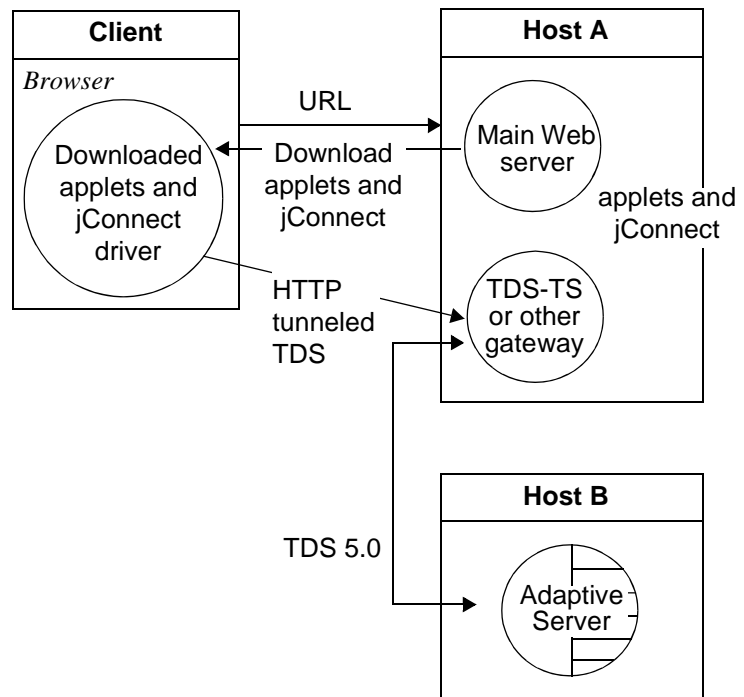 Client
Browser
Downloaded
applets and
jConnect
driver
URL
Download
applets and
jConnect
HTTP
tunneled
TDS
Host A
Main Web
server
applets and
jConnect
TDS-TS
or other
gateway
TDS 5.0
Host B
Adaptive
Server